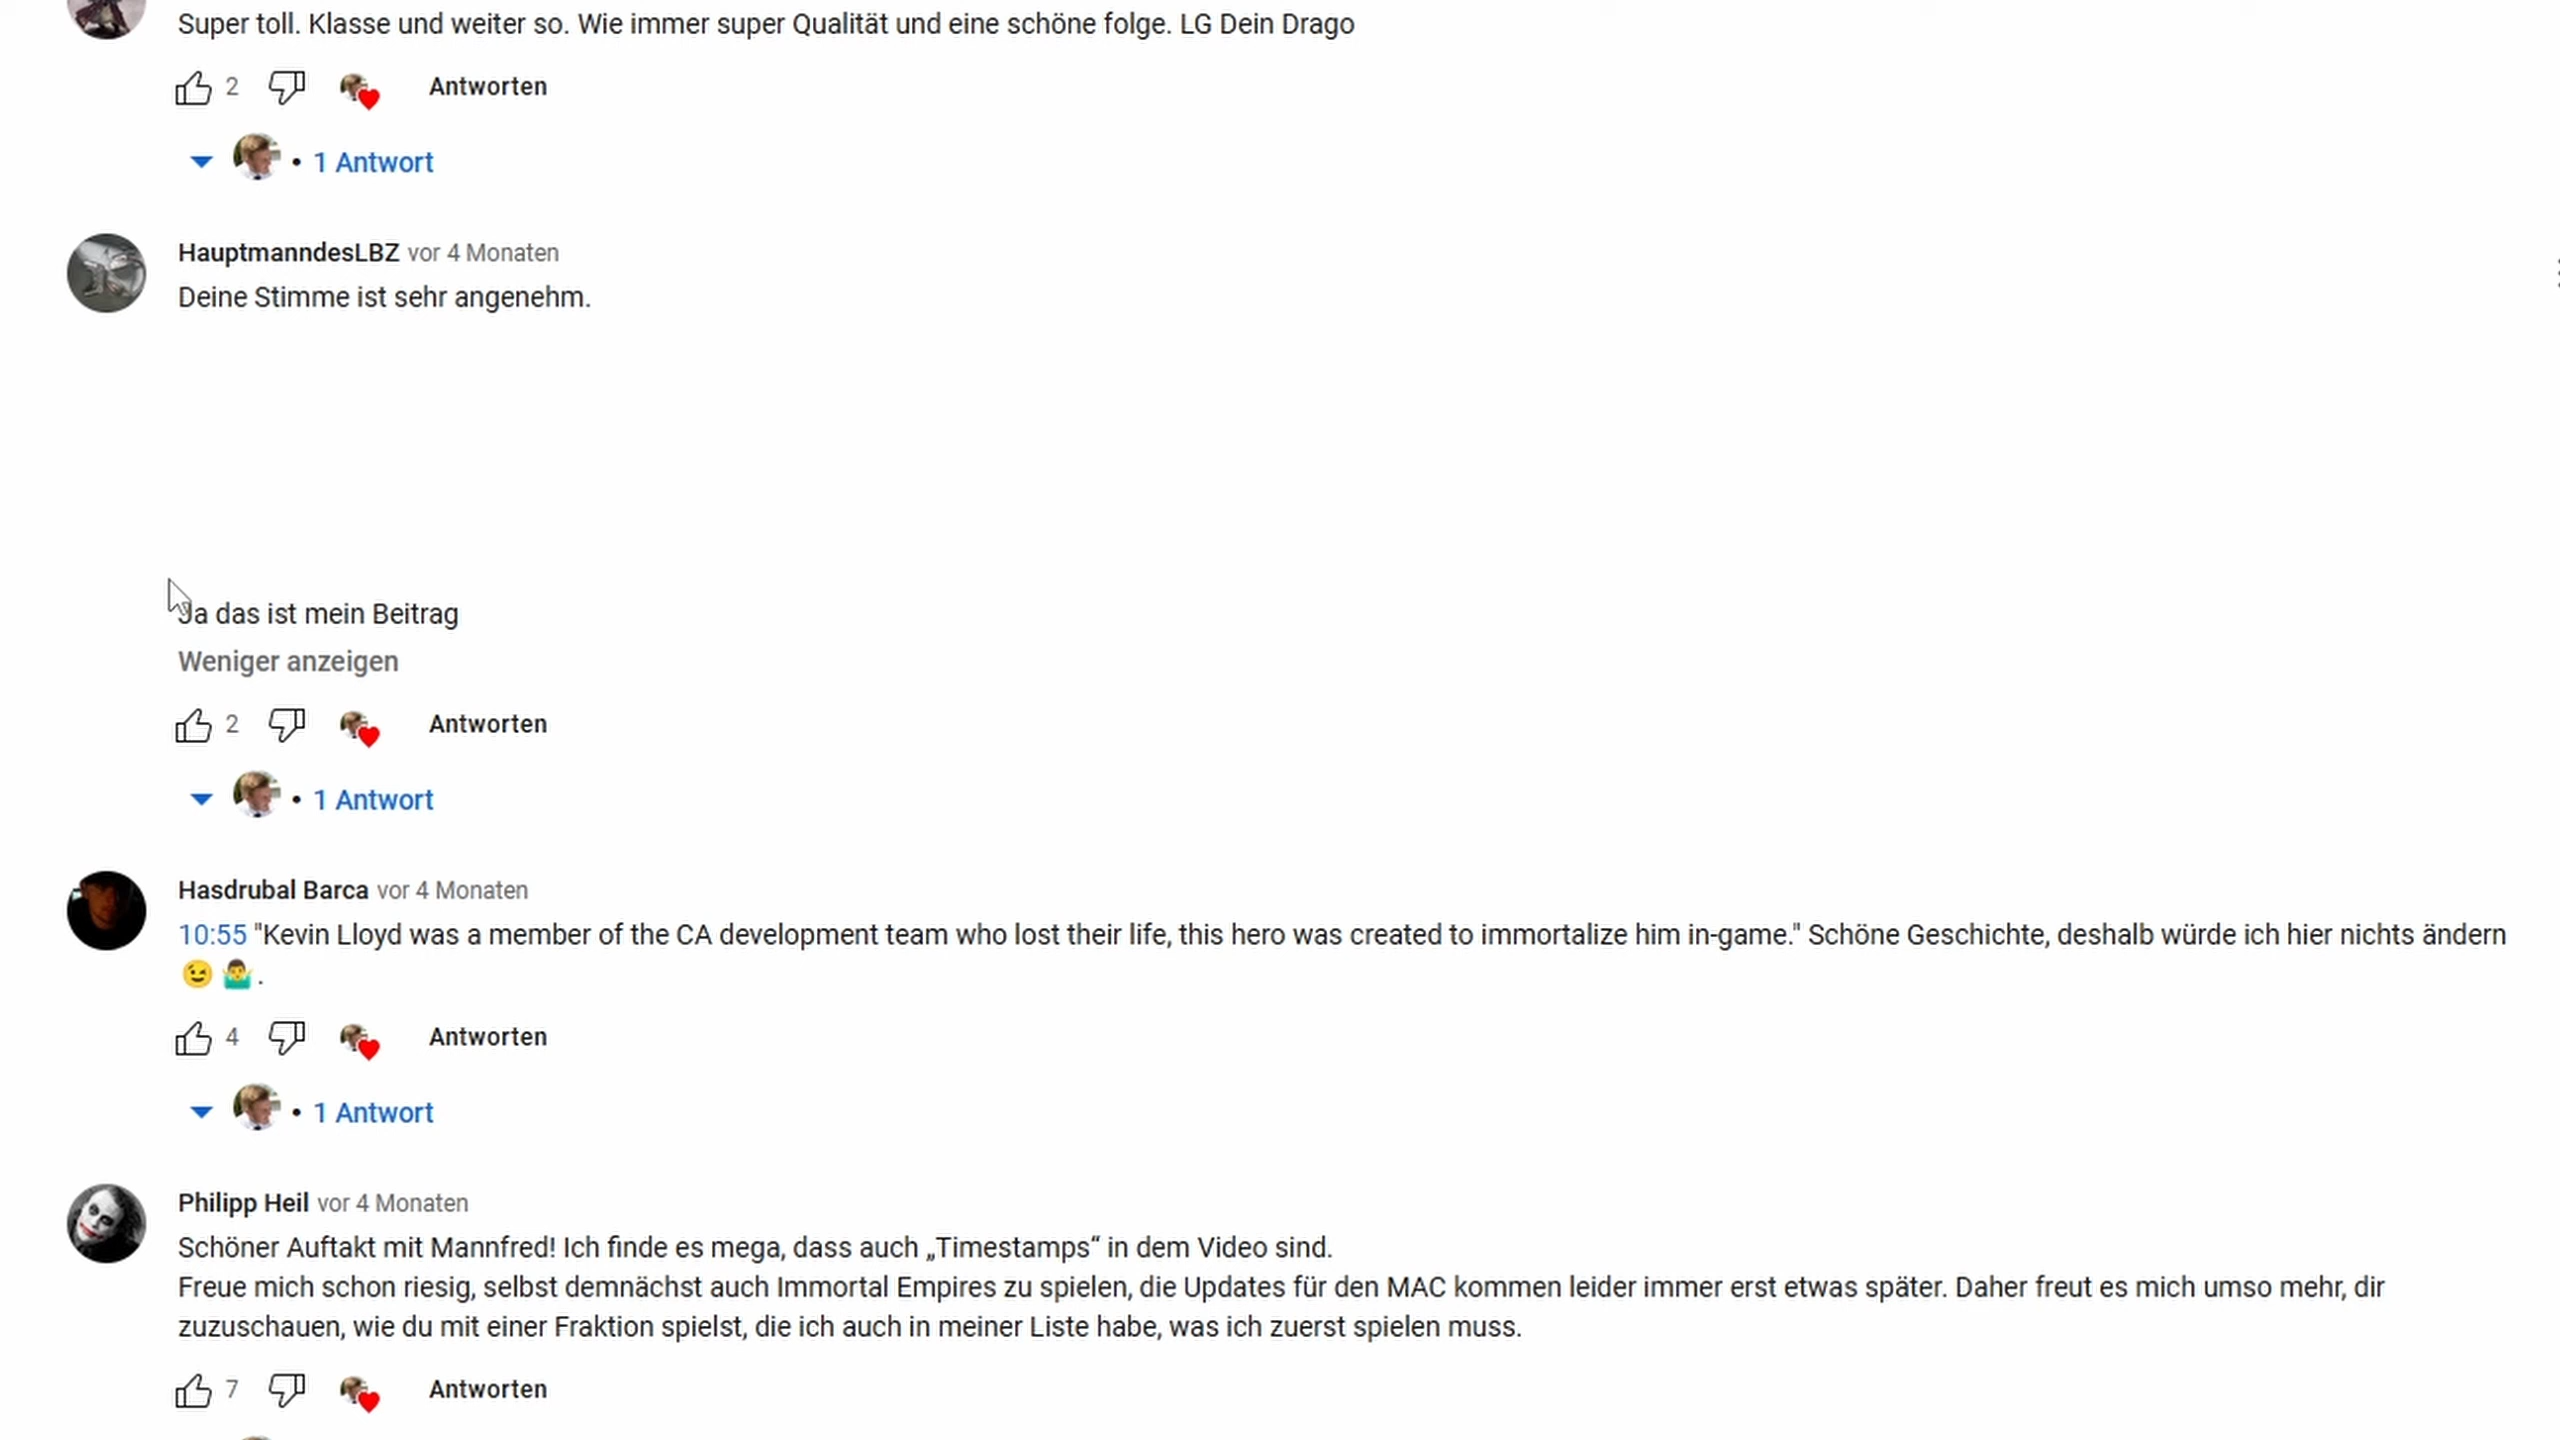 Super toll. Klasse und weiter so. Wie immer super Qualität und eine schöne folge. LG Dein Drago
2 Antworten
• 1 Antwort
HauptmanndesLBZ vor 4 Monaten
Deine Stimme ist sehr angenehm.
Ja das ist mein Beitrag
Weniger anzeigen
2 Antworten
• 1 Antwort
Hasdrubal Barca vor 4 Monaten
10:55 "Kevin Lloyd was a member of the CA development team who lost their life, this hero was created to immortalize him in-game." Schöne Geschichte, deshalb würde ich hier nichts ändern
😉 🤷‍♂️ .
4 Antworten
• 1 Antwort
Philipp Heil vor 4 Monaten
Schöner Auftakt mit Mannfred! Ich finde es mega, dass auch „Timestamps“ in dem Video sind.
Freue mich schon riesig, selbst demnächst auch Immortal Empires zu spielen, die Updates für den MAC kommen leider immer erst etwas später. Daher freut es mich umso mehr, dir
zuzuschauen, wie du mit einer Fraktion spielst, die ich auch in meiner Liste habe, was ich zuerst spielen muss.
7 Antworten